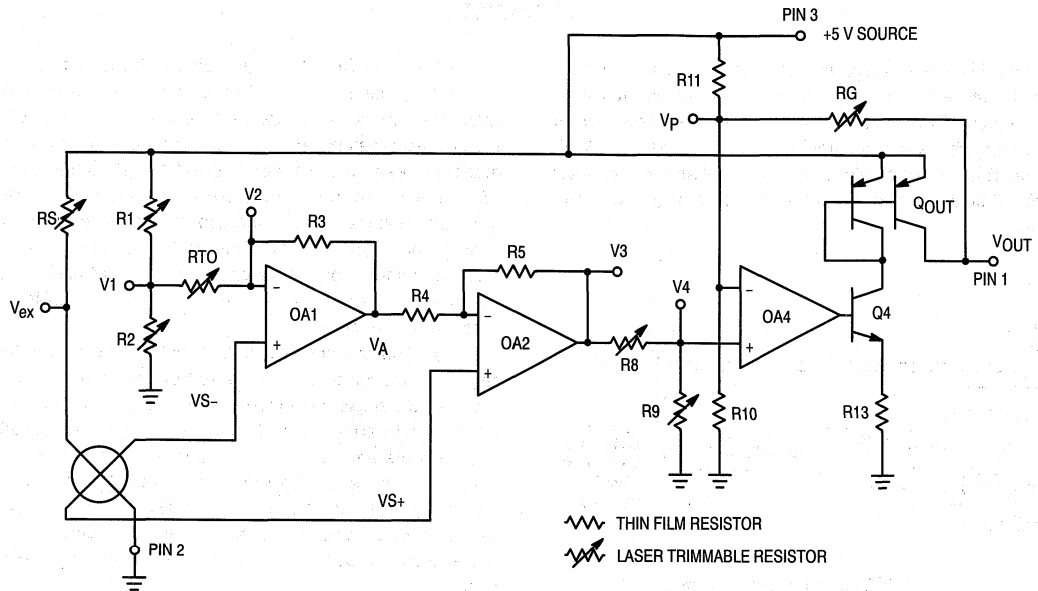 PIN 3
+5 V SOURCE
R11
RG
VP
V2
RS
R1
R3
QOUT
RTO
R5
V3
VOUT
V1
PIN 1
R4
V4
Vex
−
OA1
−
−
Q4
R2
OA2
OA4
+
VA
R8
+
+
VS−
R9
R10
R13
VS+
THIN FILM RESISTOR
PIN 2
LASER TRIMMABLE RESISTOR